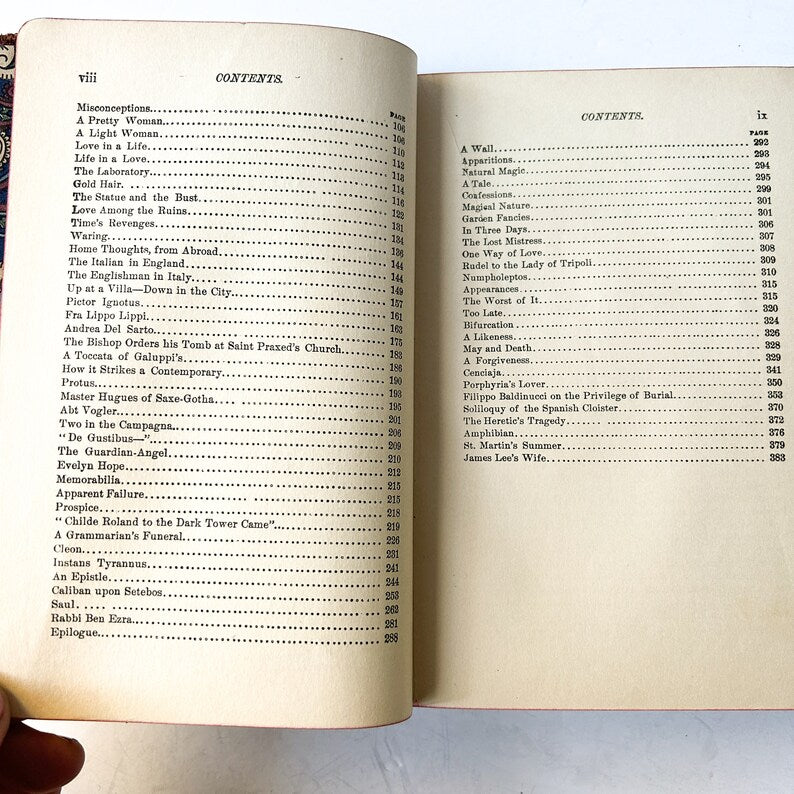 viii CONTENTS.
PAGE
Misconceptions 106
A Pretty Woman 106
A Light Woman 110
Love in a Life 112
Life in a Love 113
The Laboratory 114
Gold Hair. 116
The Statue and the Bust 122
Love Among the Ruins 131
Time's Revenges 134
Waring 136
Home Thoughts, from Abroad 144
The Italian in England 144
The Englishman in Italy 149
Up at a Villa—Down in the City 157
Pictor Ignotus 161
Fra Lippo Lippi 163
Andrea Del Sarto 175
The Bishop Orders his Tomb at Saint Praxed's Church 183
A Toccata of Galuppi's 186
How it Strikes a Contemporary 190
Protus 193
Master Hugues of Saxe-Gotha 195
Abt Vogler 201
Two in the Campagna 206
"De Gustibus—" 209
The Guardian-Angel 210
Evelyn Hope 212
Memorabilia 215
Apparent Failure 215
Prospice 218
"Childe Roland to the Dark Tower Came" 219
A Grammarian's Funeral 226
Cleon 231
Instans Tyrannus 241
An Epistle 244
Caliban upon Setebos 253
Saul 262
Rabbi Ben Ezra 281
Epilogue 288
CONTENTS. ix
PAGE
A Wall 292
Apparitions 293
Natural Magic 294
A Tale 295
Confessions 299
Magical Nature 301
Garden Fancies 301
In Three Days 306
The Lost Mistress 307
One Way of Love 308
Rudel to the Lady of Tripoli 309
Numpholeptos 310
Appearances 315
The Worst of It 315
Too Late 320
Bifurcation 324
A Likeness 326
May and Death 328
A Forgiveness 329
Cenciaja 341
Porphyria's Lover 350
Filippo Baldinucci on the Privilege of Burial 353
Soliloquy of the Spanish Cloister 370
The Heretic's Tragedy 372
Amphibian 376
St. Martin's Summer 379
James Lee's Wife 383